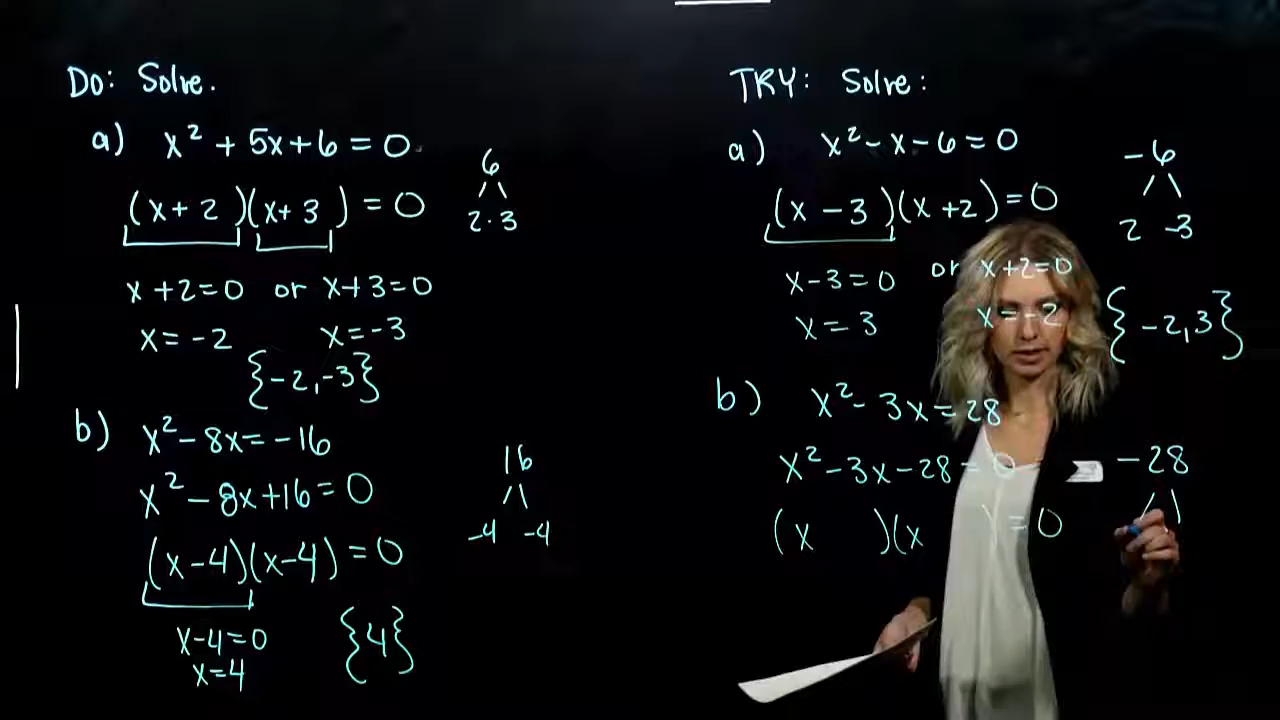 Do: Solve.
a) x² + 5x + 6 = 0
6
(x + 2)(x + 3) = 0
2 · 3
x + 2 = 0 or x + 3 = 0
x = -2 x = -3
{-2, -3}
b) x² - 8x = -16
x² - 8x + 16 = 0
16
-4 -4
(x - 4)(x - 4) = 0
x - 4 = 0
x = 4
{4}
TRY: Solve:
a) x² - x - 6 = 0
-6
(x - 3)(x + 2) = 0
2 -3
x - 3 = 0 or x + 2 = 0
x = 3 x = -2
{-2, 3}
b) x² - 3x = 28
x² - 3x - 28 = 0
-28
(x )(x ) = 0